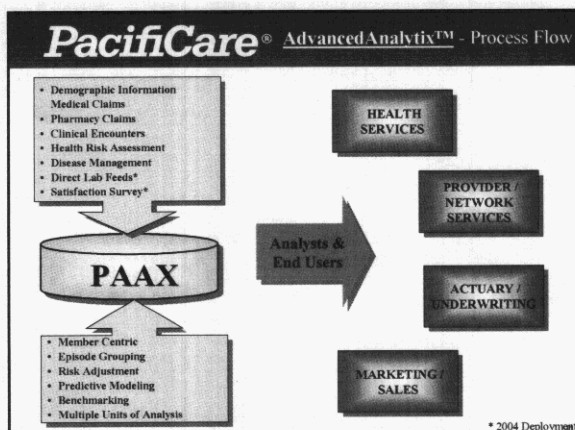 PacifiCare® AdvancedAnalytix™ - Process Flow
• Demographic Information
Medical Claims
• Pharmacy Claims
• Clinical Encounters
• Health Risk Assessment
• Disease Management
• Direct Lab Feeds*
• Satisfaction Survey*
PAAX
• Member Centric
• Episode Grouping
• Risk Adjustment
• Predictive Modeling
• Benchmarking
• Multiple Units of Analysis
Analysts &
End Users
HEALTH
SERVICES
PROVIDER /
NETWORK
SERVICES
ACTUARY /
UNDERWRITING
MARKETING /
SALES
* 2004 Deployment